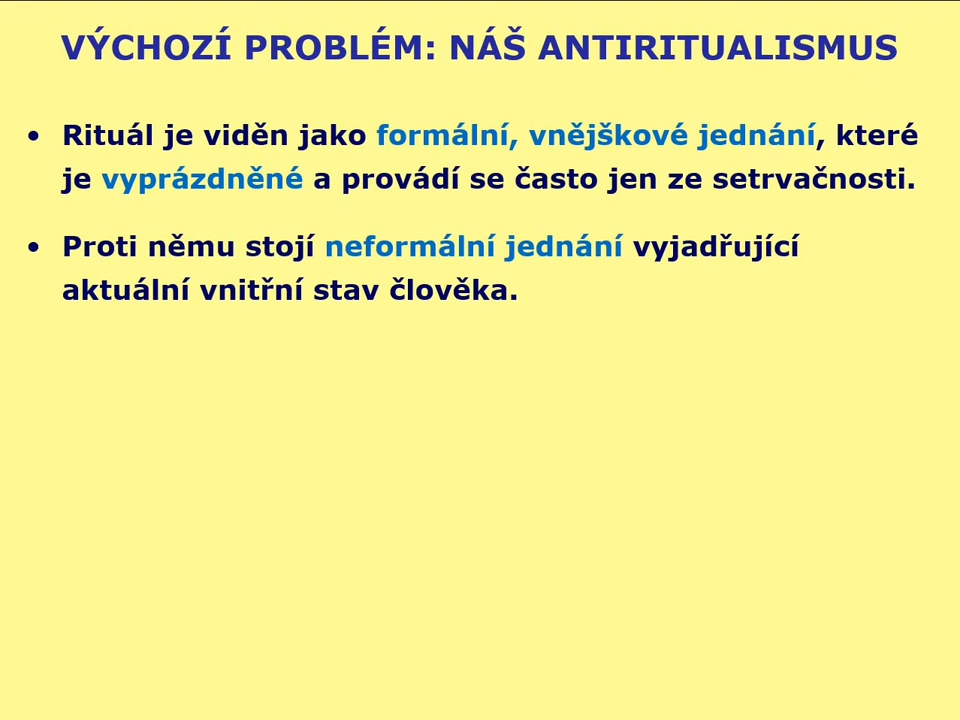 VÝCHOZÍ PROBLÉM: NÁŠ ANTIRITUALISMUS
• Rituál je viděn jako formální, vnějškové jednání, které
je vyprázdněné a provádí se často jen ze setrvačnosti.
• Proti němu stojí neformální jednání vyjadřující
aktuální vnitřní stav člověka.